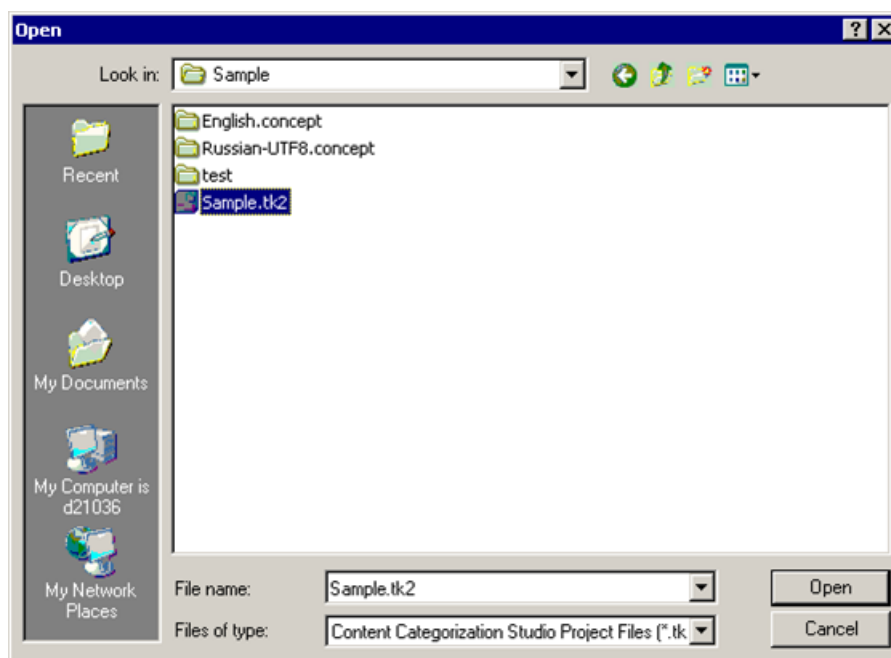 Open
Look in: Sample
English.concept
Russian-UTF8.concept
test
Sample.tk2
Recent
Desktop
My Documents
My Computer is
d21036
My Network
Places
File name: Sample.tk2 Open
Files of type: Content Categorization Studio Project Files (*.tk Cancel